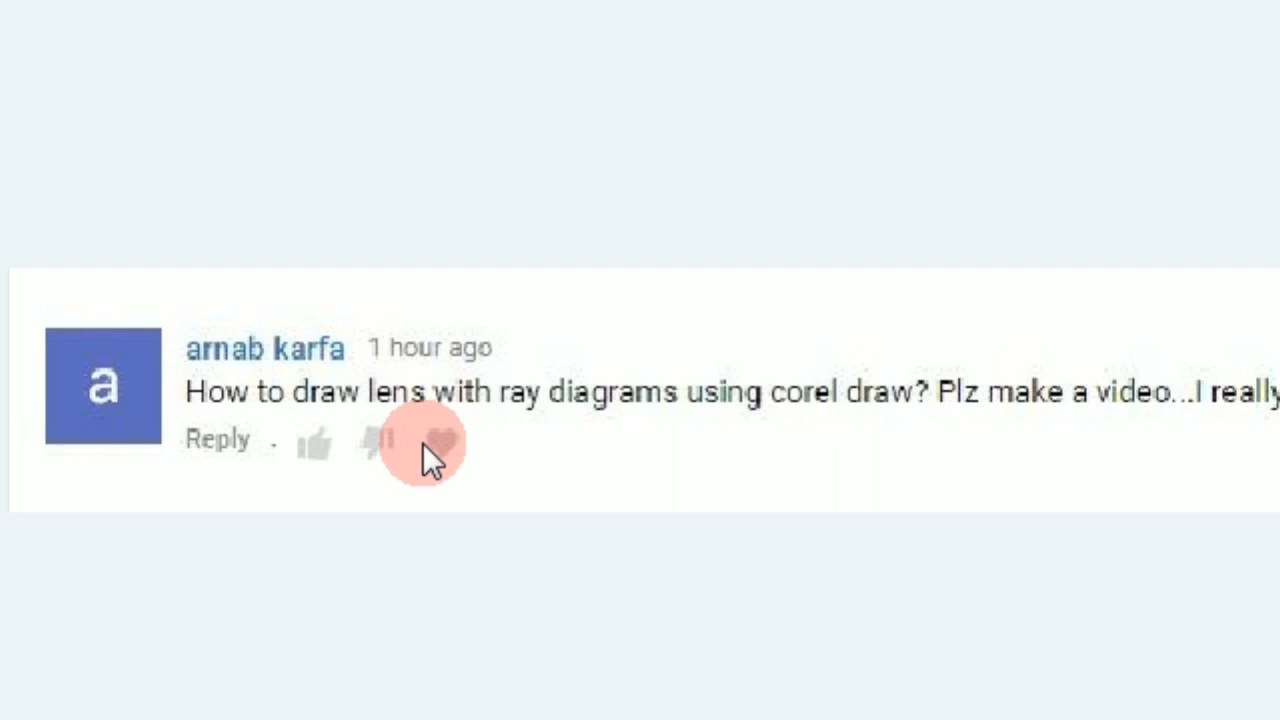 a
arnab karfa 1 hour ago
How to draw lens with ray diagrams using corel draw? Plz make a video...I really
Reply .